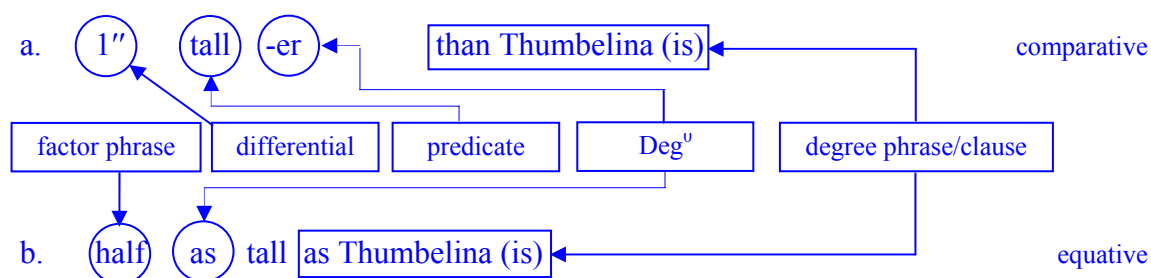 a. 1″ tall -er than Thumbelina (is) comparative
factor phrase differential predicate Deg⁰ degree phrase/clause
b. half as tall as Thumbelina (is) equative